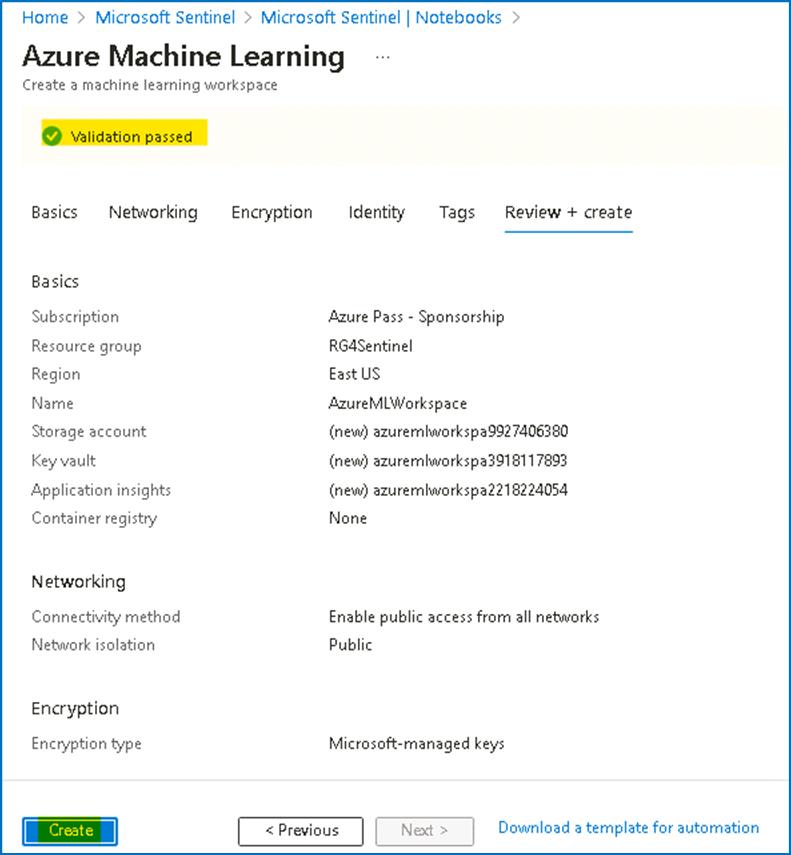 Home > Microsoft Sentinel > Microsoft Sentinel | Notebooks >
Azure Machine Learning ...
Create a machine learning workspace
Validation passed
Basics Networking Encryption Identity Tags Review + create
Basics
Subscription Azure Pass - Sponsorship
Resource group RG4Sentinel
Region East US
Name AzureMLWorkspace
Storage account (new) azuremlworkspa9927406380
Key vault (new) azuremlworkspa3918117893
Application insights (new) azuremlworkspa2218224054
Container registry None
Networking
Connectivity method Enable public access from all networks
Network isolation Public
Encryption
Encryption type Microsoft-managed keys
Create < Previous Next > Download a template for automation